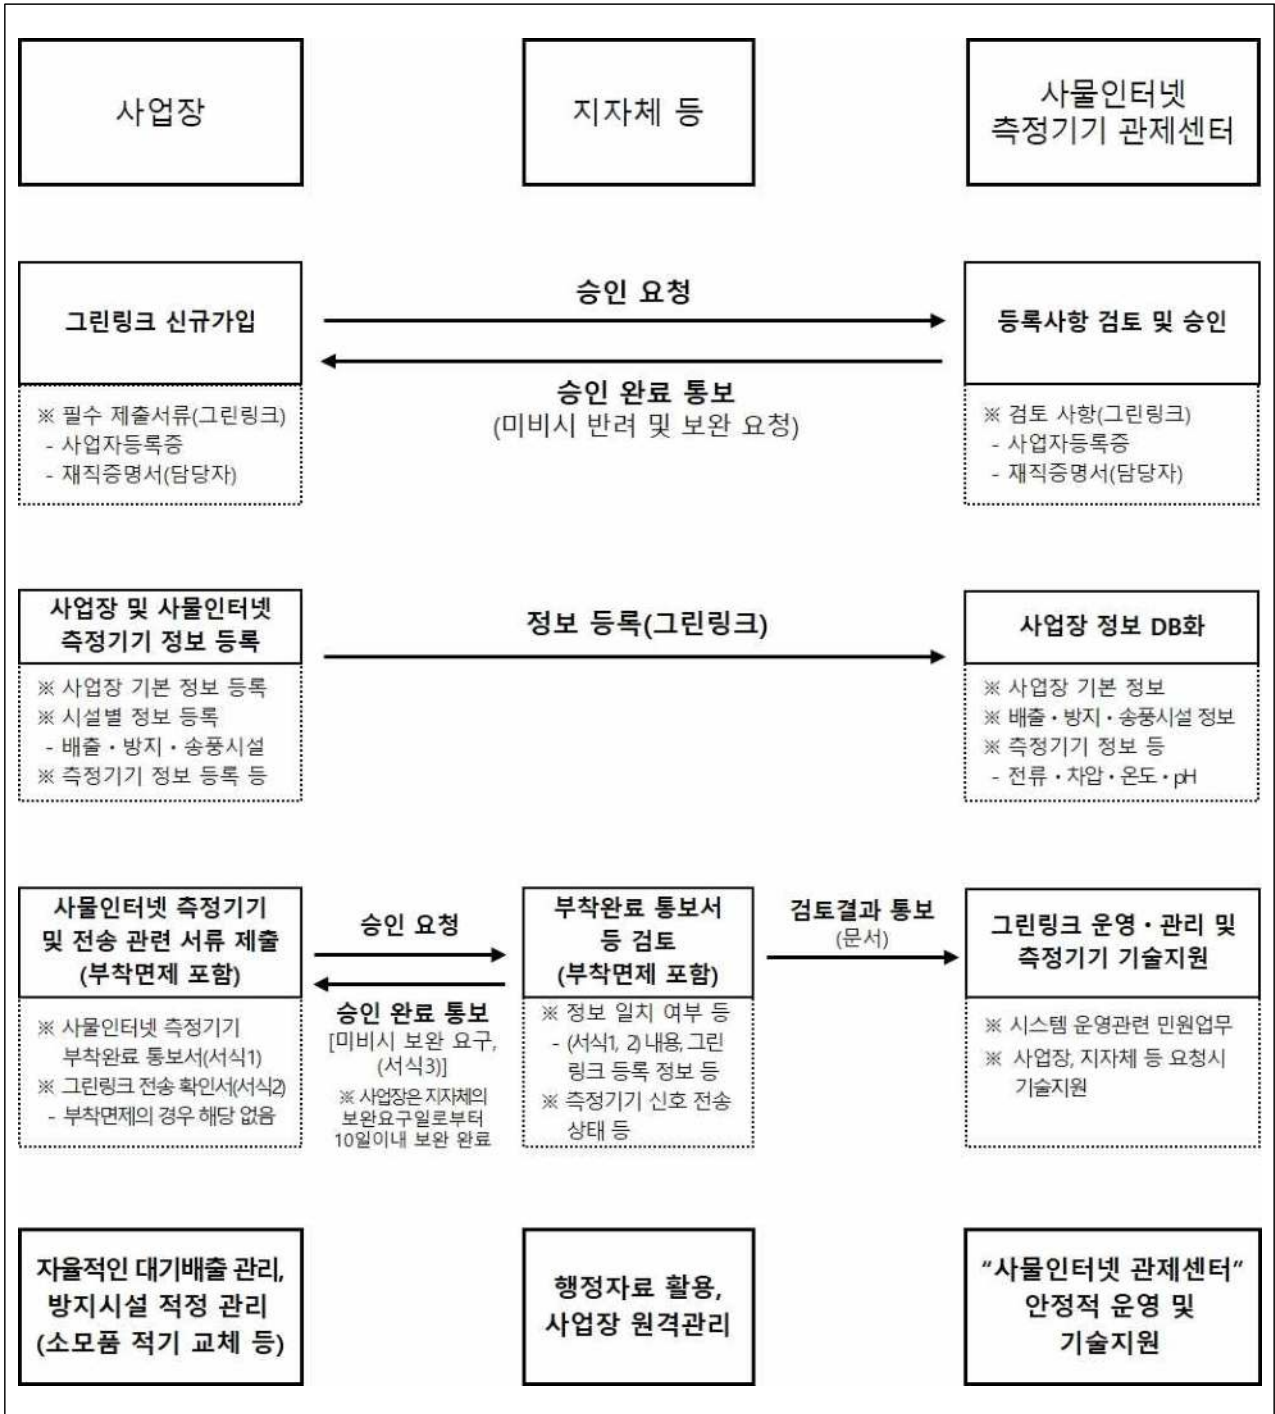 사업장
지자체 등
사물인터넷
측정기기 관제센터
그린링크 신규가입
※ 필수 제출서류(그린링크)
- 사업자등록증
- 재직증명서(담당자)
승인 요청
승인 완료 통보
(미비시 반려 및 보완 요청)
등록사항 검토 및 승인
※ 검토 사항(그린링크)
- 사업자등록증
- 재직증명서(담당자)
사업장 및 사물인터넷
측정기기 정보 등록
※ 사업장 기본 정보 등록
※ 시설별 정보 등록
- 배출・방지・송풍시설
※ 측정기기 정보 등록 등
정보 등록(그린링크)
사업장 정보 DB화
※ 사업장 기본 정보
※ 배출・방지・송풍시설 정보
※ 측정기기 정보 등
- 전류・차압・온도・pH
사물인터넷 측정기기
및 전송 관련 서류 제출
(부착면제 포함)
※ 사물인터넷 측정기기
부착완료 통보서(서식1)
※ 그린링크 전송 확인서(서식2)
- 부착면제의 경우 해당 없음
승인 요청
승인 완료 통보
[미비시 보완 요구,
(서식3)]
※ 사업장은 지자체의
보완요구일로부터
10일이내 보완 완료
부착완료 통보서
등 검토
(부착면제 포함)
※ 정보 일치 여부 등
- (서식1, 2) 내용, 그린
링크 등록 정보 등
※ 측정기기 신호 전송
상태 등
검토결과 통보
(문서)
그린링크 운영・관리 및
측정기기 기술지원
※ 시스템 운영관련 민원업무
※ 사업장, 지자체 등 요청시
기술지원
자율적인 대기배출 관리,
방지시설 적정 관리
(소모품 적기 교체 등)
행정자료 활용,
사업장 원격관리
“사물인터넷 관제센터”
안정적 운영 및
기술지원